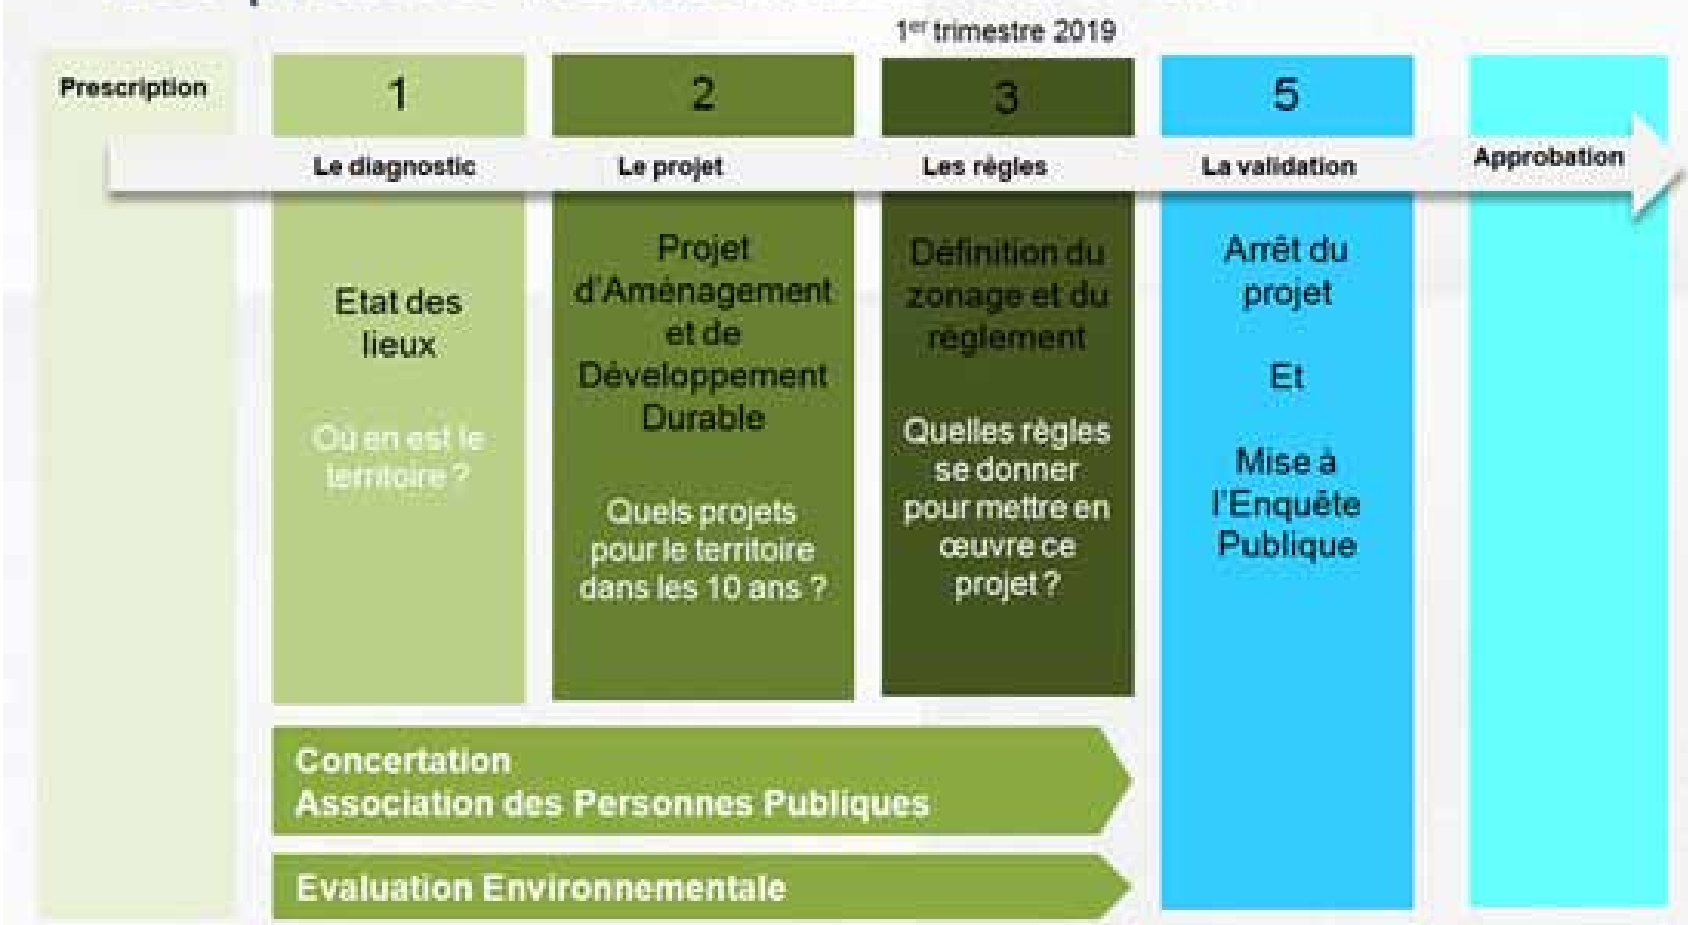 1er trimestre 2019
Prescription
1
2
3
5
Le diagnostic
Le projet
Les règles
La validation
Approbation
Etat des
lieux
Où en est le
territoire ?
Projet
d'Aménagement
et de
Développement
Durable
Quels projets
pour le territoire
dans les 10 ans ?
Définition du
zonage et du
règlement
Quelles règles
se donner
pour mettre en
œuvre ce
projet ?
Arrêt du
projet
Et
Mise à
l'Enquête
Publique
Concertation
Association des Personnes Publiques
Evaluation Environnementale